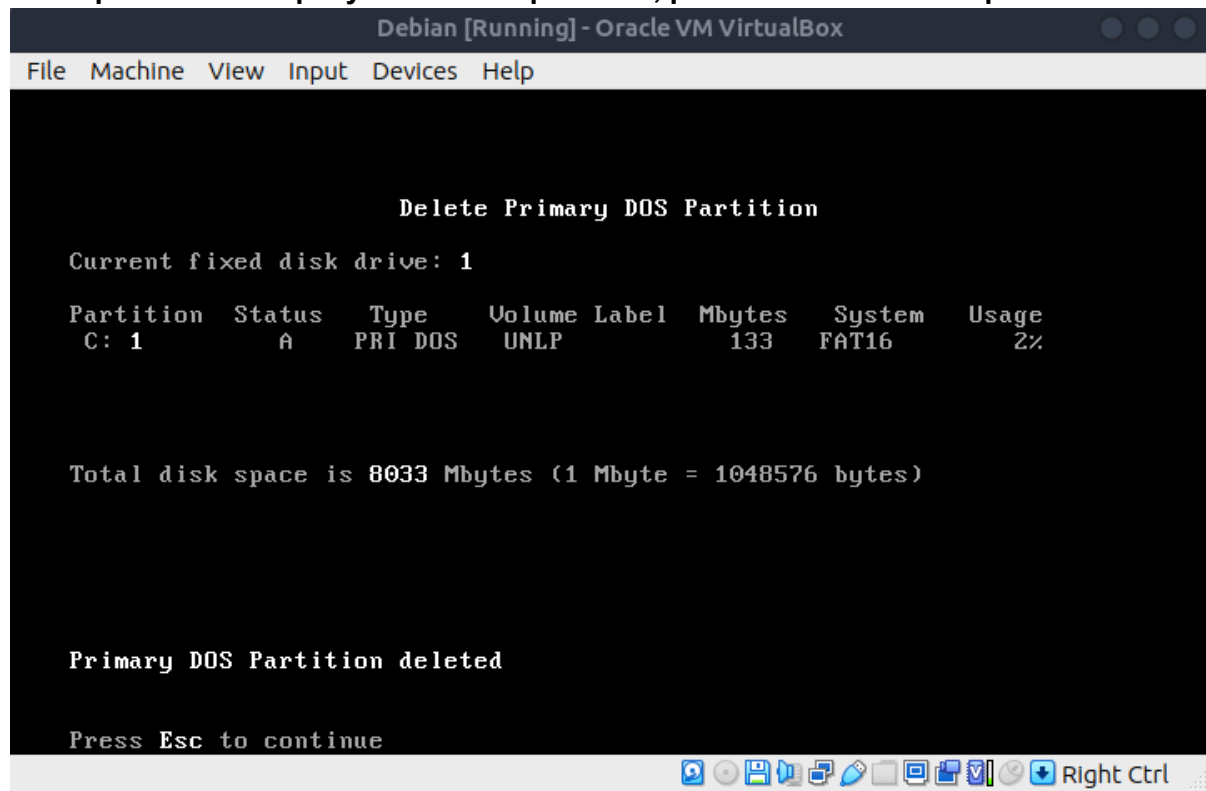 Debian [Running] - Oracle VM VirtualBox
File Machine View Input Devices Help
Delete Primary DOS Partition
Current fixed disk drive: 1
Partition Status Type Volume Label Mbytes System Usage
C: 1 A PRI DOS UNLP 133 FAT16 2%
Total disk space is 8033 Mbytes (1 Mbyte = 1048576 bytes)
Primary DOS Partition deleted
Press Esc to continue
Right Ctrl